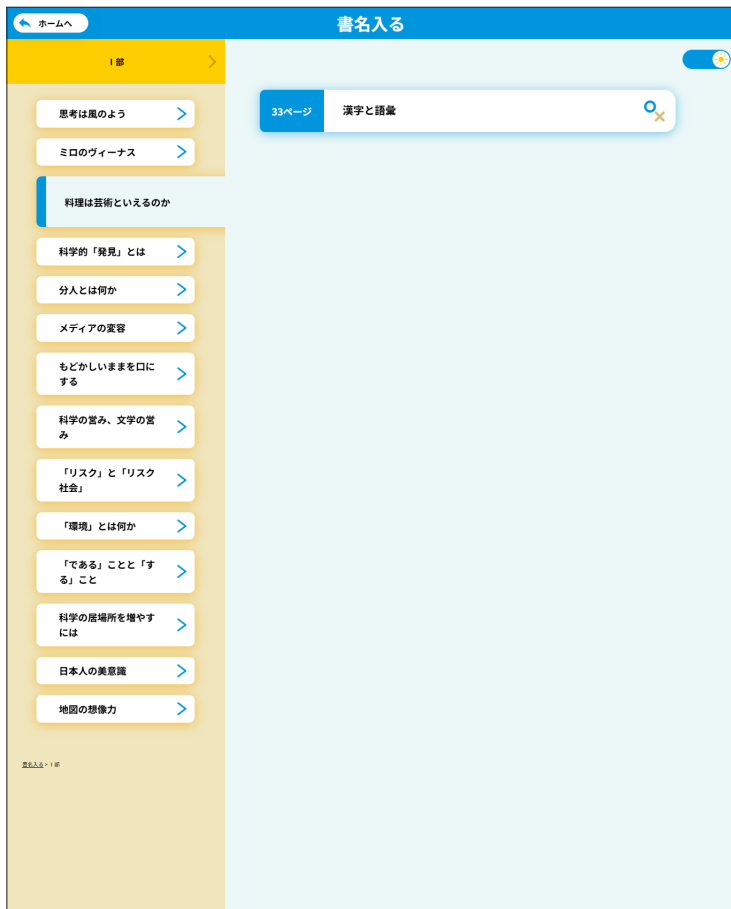 ホームへ
書名入る
Ⅰ部
思考は風のよう
ミロのヴィーナス
料理は芸術といえるのか
科学的「発見」とは
分人とは何か
メディアの変容
もどかしいままを口に
する
科学の営み、文学の営
み
「リスク」と「リスク
社会」
「環境」とは何か
「である」ことと「す
る」こと
科学の居場所を増やす
には
日本人の美意識
地図の想像力
書名入る > Ⅰ部
33ページ
漢字と語彙